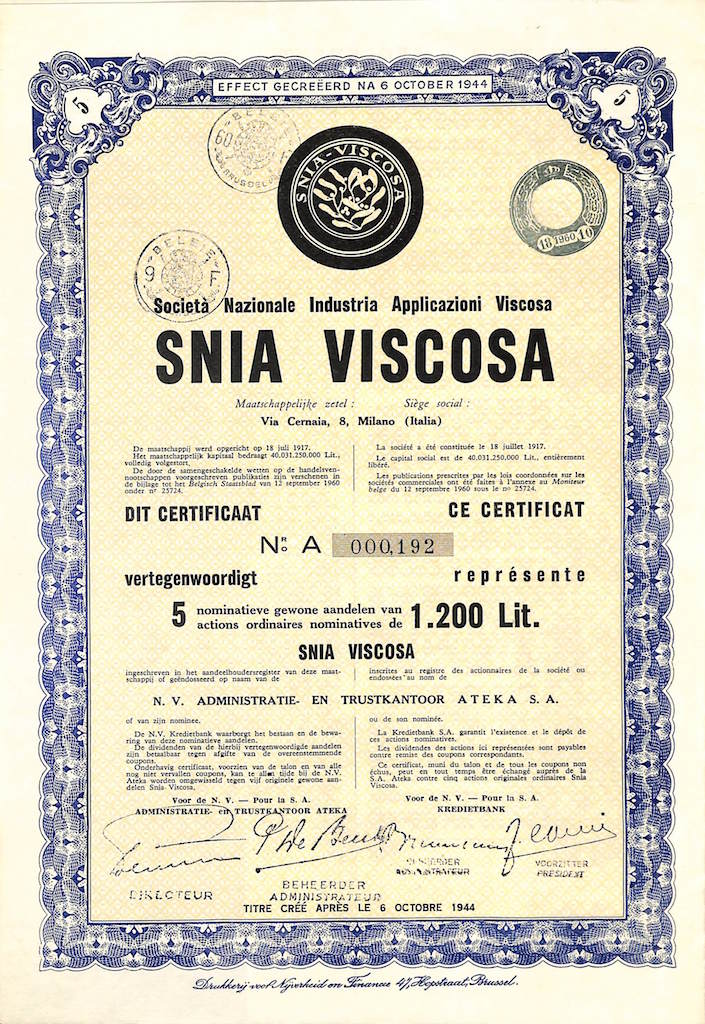 EFFECT GECREËERD NA 6 OCTOBER 1944
5
5
BELGIE
60 F
BRUSSEL
SNIA-VISCOSA
18 1960 10
BELGIE
9 F
Società Nazionale Industria Applicazioni Viscosa
SNIA VISCOSA
Maatschappelijke zetel : Siège social :
Via Cernaia, 8, Milano (Italia)
De maatschappij werd opgericht op 18 juli 1917.
Het maatschappelijk kapitaal bedraagt 40.031.250.000 Lit.,
volledig volgestort.
De door de samengeschakelde wetten op de handelsven-
nootschappen voorgeschreven publikaties zijn verschenen in
de bijlage tot het Belgisch Staatsblad van 12 september 1960
onder nr 25724.
La société a été constituée le 18 juillet 1917.
Le capital social est de 40.031.250.000 Lit., entièrement
libéré.
Les publications prescrites par les lois coordonnées sur les
sociétés commerciales ont été faites à l'annexe au Moniteur
belge du 12 septembre 1960 sous le no 25724.
DIT CERTIFICAAT CE CERTIFICAT
NRo A 000,192
vertegenwoordigt représente
5 nominatieve gewone aandelen van
actions ordinaires nominatives de 1.200 Lit.
SNIA VISCOSA
ingeschreven in het aandeelhoudersregister van deze maat-
schappij of geëndosseerd op naam van de
inscrites au registre des actionnaires de la société ou
endossées au nom de
N. V. ADMINISTRATIE- EN TRUSTKANTOOR ATEKA S. A.
of van zijn nominee.
De N.V. Kredietbank waarborgt het bestaan en de bewa-
ring van deze nominatieve aandelen.
De dividenden van de hierbij vertegenwoordigde aandelen
zijn betaalbaar tegen afgifte van de overeenstemmende
coupons.
Onderhavig certificaat, voorzien van de talon en van alle
nog niet vervallen coupons, kan te allen tijde bij de N.V.
Ateka worden omgewisseld tegen vijf originele gewone aan-
delen Snia-Viscosa.
ou de son nominée.
La Kredietbank S.A. garantit l'existence et le dépôt de
ces actions nominatives.
Les dividendes des actions ici représentées sont payables
contre remise des coupons correspondants.
Ce certificat, muni du talon et de tous les coupons non
échus, peut en tout temps être échangé auprès de la
S.A. Ateka contre cinq actions originales ordinaires Snia
Viscosa.
Voor de N. V. — Pour la S. A.
ADMINISTRATIE- en TRUSTKANTOOR ATEKA
Voor de N. V. — Pour la S. A.
KREDIETBANK
DIRECTEUR
BEHEERDER
ADMINISTRATEUR
BEHEERDER
ADMINISTRATEUR
VOORZITTER
PRESIDENT
TITRE CRÉÉ APRÈS LE 6 OCTOBRE 1944
Drukkerij voor Nijverheid en Financie 47, Hopstraat, Brussel.